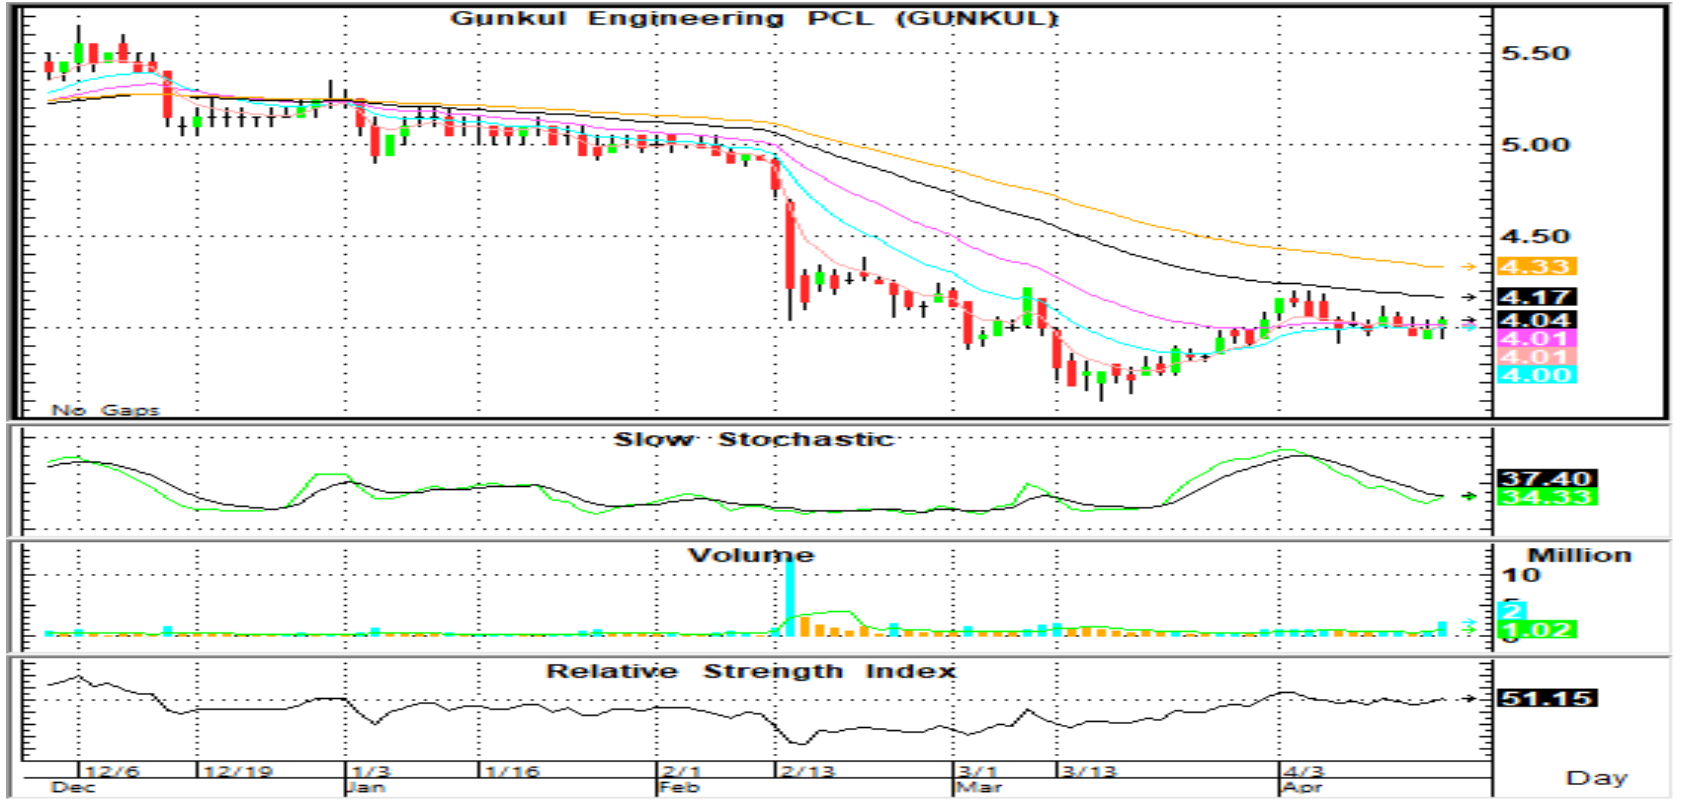 Gunkul Engineering PCL (GUNKUL)
5.50
5.00
4.50
4.33
4.17
4.04
4.01
4.01
4.00
No Gaps
Slow Stochastic
37.40
34.33
Volume
Million
10
2
1.02
Relative Strength Index
51.15
12/6 12/19 1/3 1/16 2/1 2/13 3/1 3/13 4/3
Dec Jan Feb Mar Apr
Day